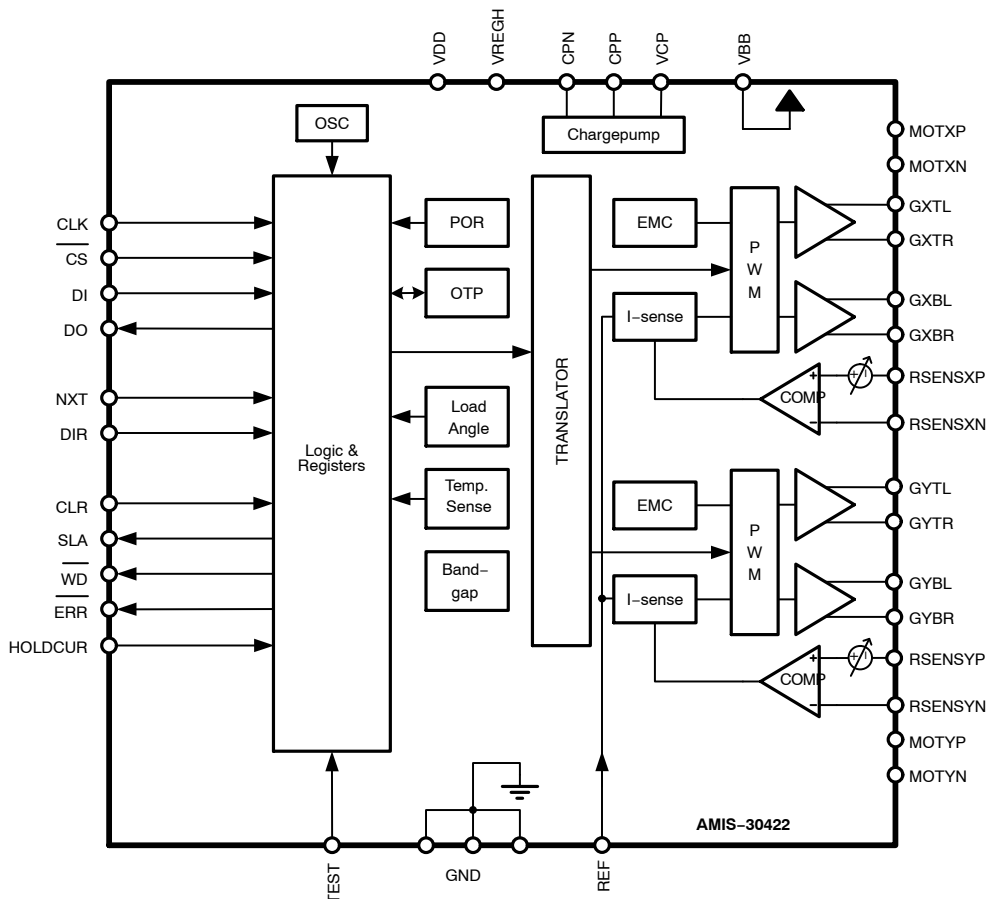 VDD
VREGH
CPN
CPP
VCP
VBB
OSC
Chargepump
MOTXP
MOTXN
CLK
CS
DI
DO
NXT
DIR
CLR
SLA
WD
ERR
HOLDCUR
Logic &
Registers
POR
OTP
Load
Angle
Temp.
Sense
Band−
gap
TRANSLATOR
EMC
I−sense
P
W
M
+
−
COMP
+
−
GXTL
GXTR
GXBL
GXBR
RSENSXP
RSENSXN
EMC
I−sense
P
W
M
+
−
COMP
+
−
GYTL
GYTR
GYBL
GYBR
RSENSYP
RSENSYN
MOTYP
MOTYN
AMIS−30422
TEST
GND
REF